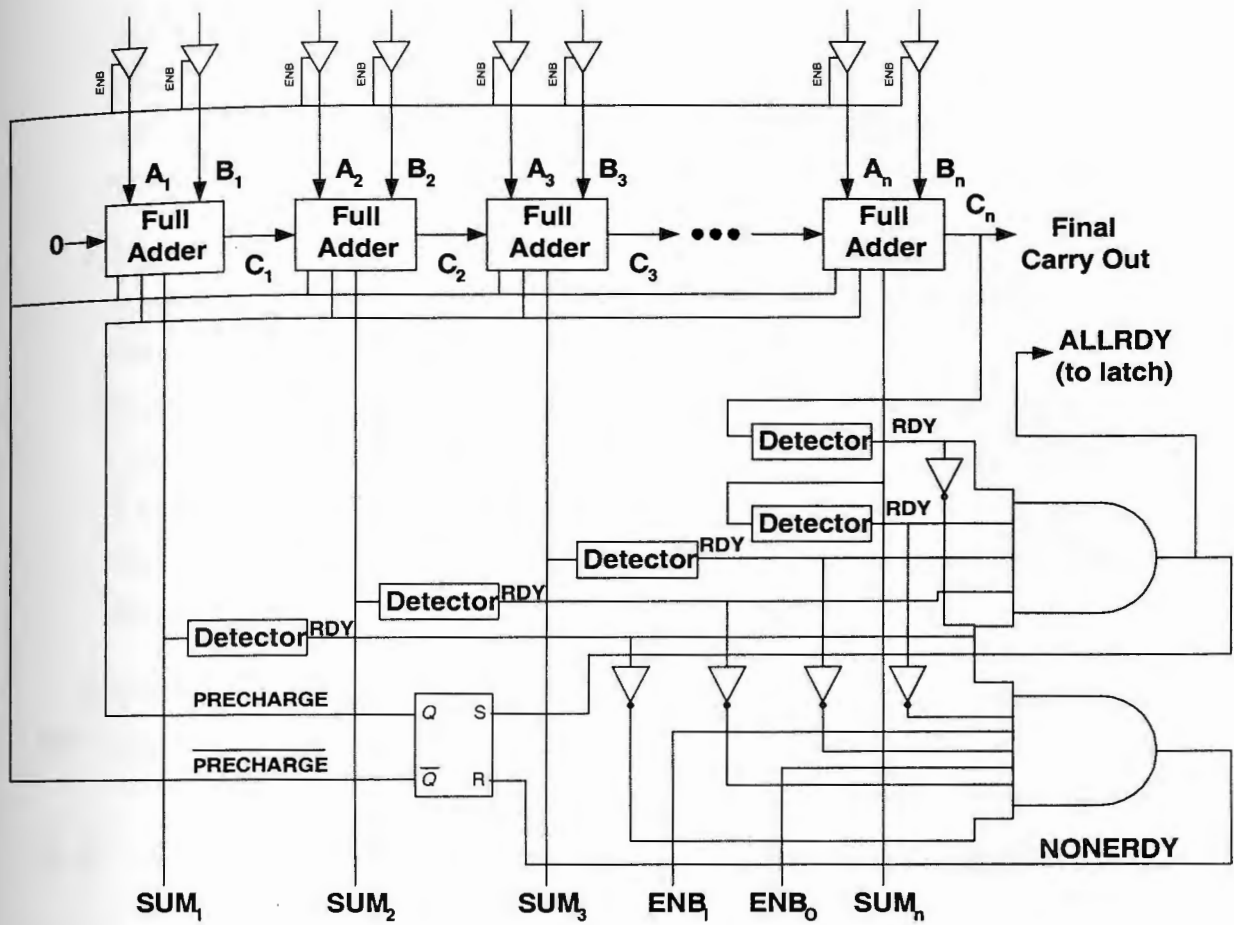 ENB ENB ENB ENB ENB ENB ENB ENB
A₁ B₁ A₂ B₂ A₃ B₃ Aₙ Bₙ
Cₙ
0
Full Adder
Full Adder
Full Adder
Full Adder
Final Carry Out
C₁ C₂ C₃
ALLRDY
(to latch)
Detector RDY
Detector RDY
Detector RDY
Detector RDY
Detector RDY
PRECHARGE Q S
PRECHARGE Q R
NONERDY
SUM₁ SUM₂ SUM₃ ENBI ENBO SUMₙ